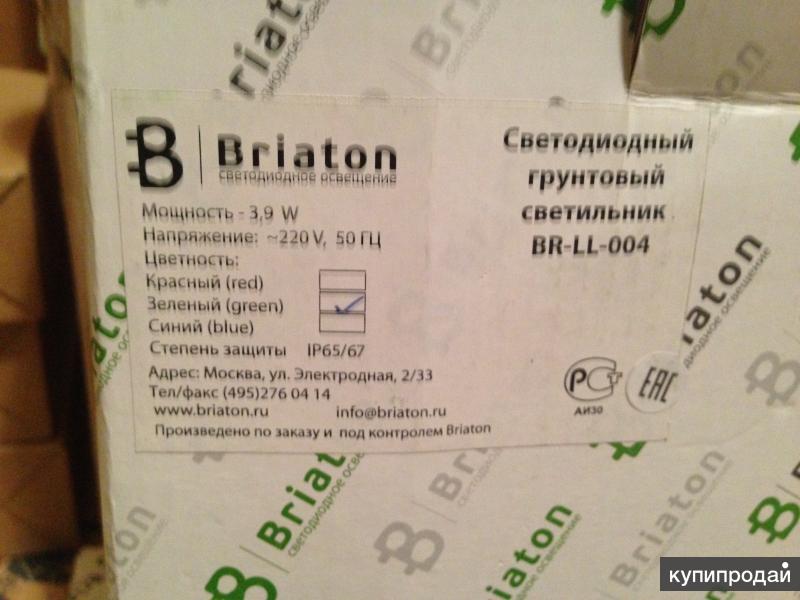 Briaton
светодиодное освещение
Светодиодный
грунтовый
светильник
BR-LL-004
Мощность - 3,9 W
Напряжение: ~220 V, 50 ГЦ
Цветность:
Красный (red)
Зеленый (green)
Синий (blue)
Степень защиты IP65/67
Адрес: Москва, ул. Электродная, 2/33
Тел/факс (495)276 04 14
www.briaton.ru info@briaton.ru
Произведено по заказу и под контролем Briaton
РСТ
АИ30
ЕАС
Briaton
светодиодное освещение
Briaton
Briaton
светодиодное освещение
купипродай